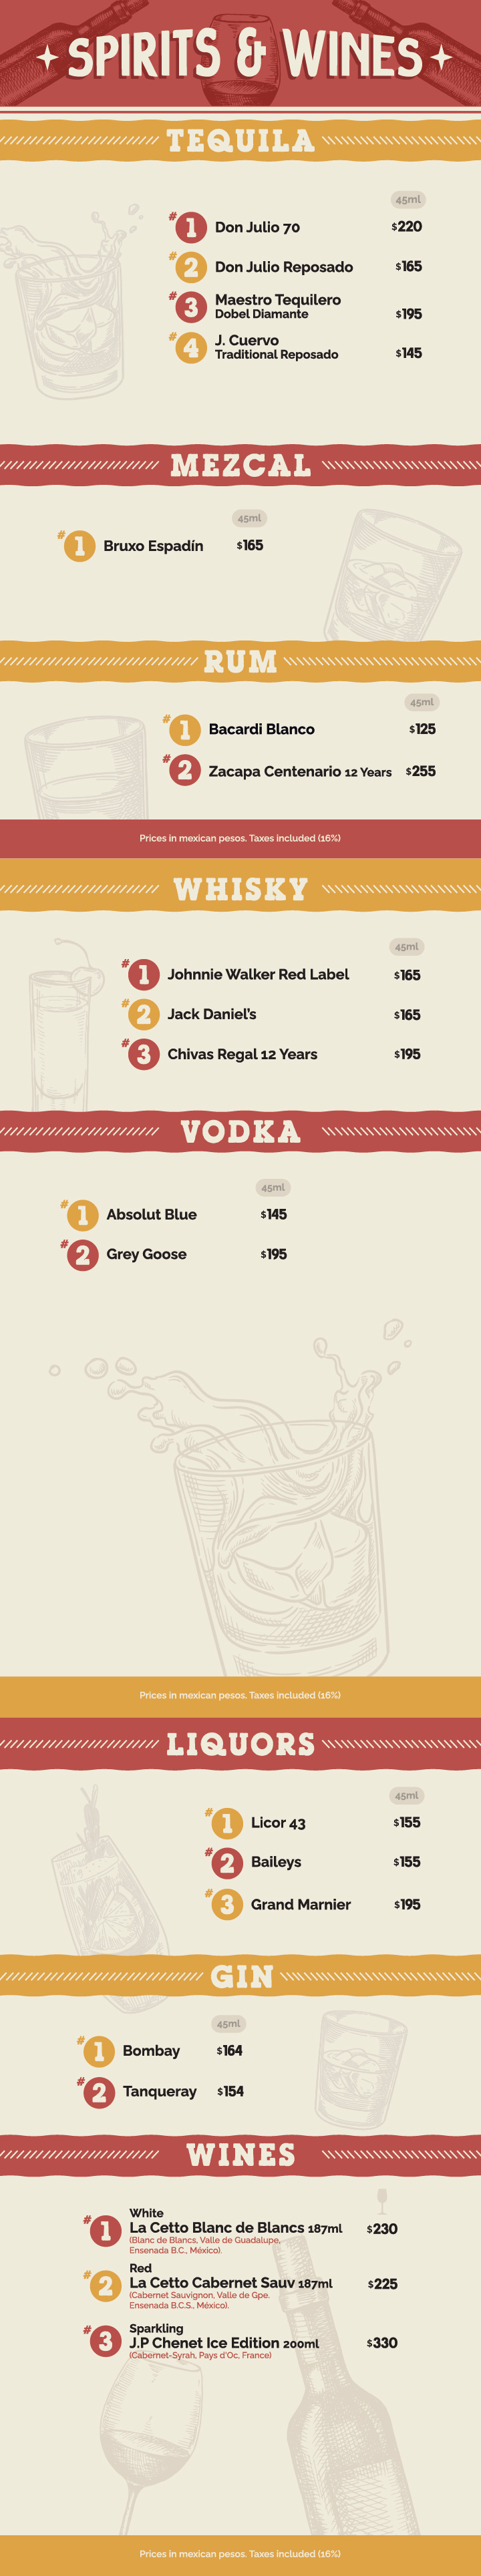 SPIRITS & WINES
TEQUILA
45ml
#1 Don Julio 70 $220
#2 Don Julio Reposado $165
#3 Maestro Tequilero
Dobel Diamante $195
#4 J. Cuervo
Traditional Reposado $145
MEZCAL
45ml
#1 Bruxo Espadín $165
RUM
45ml
#1 Bacardi Blanco $125
#2 Zacapa Centenario 12 Years $255
Prices in mexican pesos. Taxes included (16%)
WHISKY
45ml
#1 Johnnie Walker Red Label $165
#2 Jack Daniel's $165
#3 Chivas Regal 12 Years $195
VODKA
45ml
#1 Absolut Blue $145
#2 Grey Goose $195
Prices in mexican pesos. Taxes included (16%)
LIQUORS
45ml
#1 Licor 43 $155
#2 Baileys $155
#3 Grand Marnier $195
GIN
45ml
#1 Bombay $164
#2 Tanqueray $154
WINES
White
#1 La Cetto Blanc de Blancs 187ml $230
(Blanc de Blancs, Valle de Guadalupe,
Ensenada B.C., México).
Red
#2 La Cetto Cabernet Sauv 187ml $225
(Cabernet Sauvignon, Valle de Gpe.
Ensenada B.C.S., México).
Sparkling
#3 J.P Chenet Ice Edition 200ml $330
(Cabernet-Syrah, Pays d'Oc, France)
Prices in mexican pesos. Taxes included (16%)